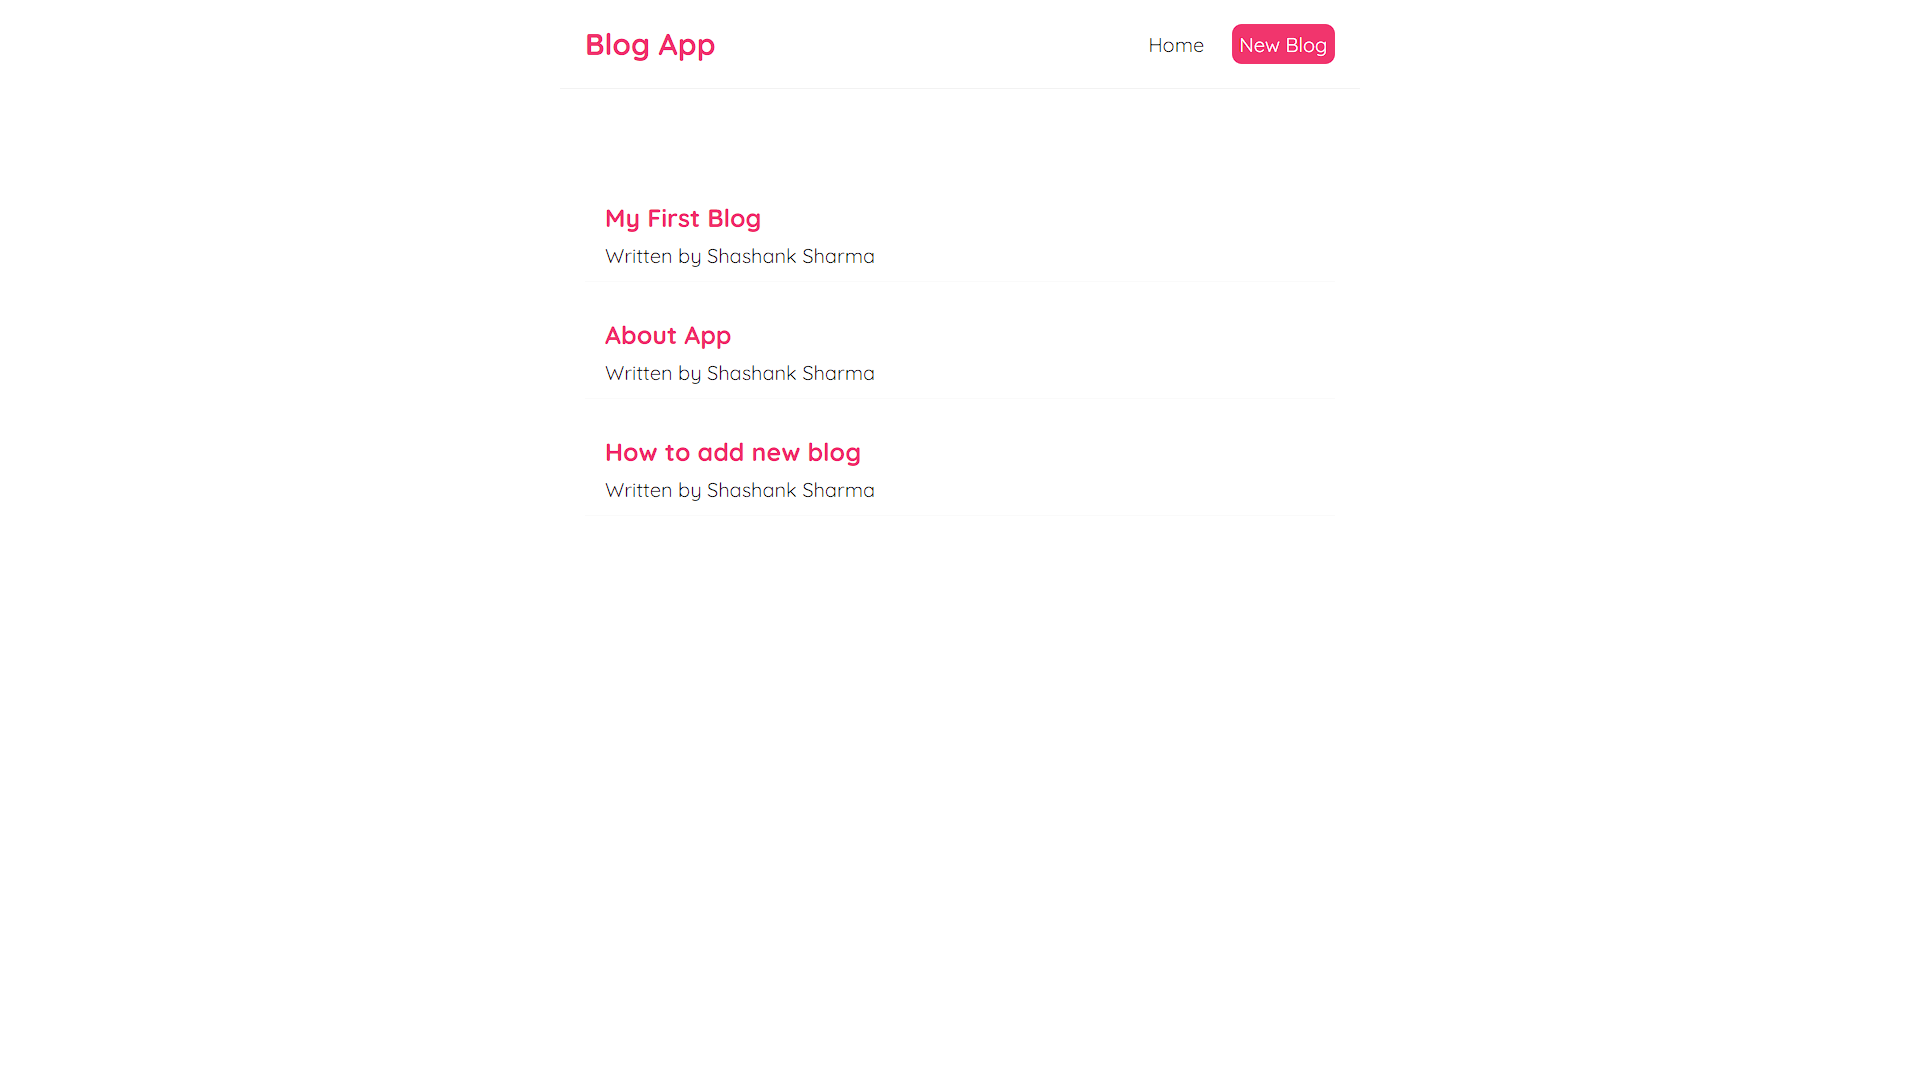 Blog App
Home
New Blog
My First Blog
Written by Shashank Sharma
About App
Written by Shashank Sharma
How to add new blog
Written by Shashank Sharma